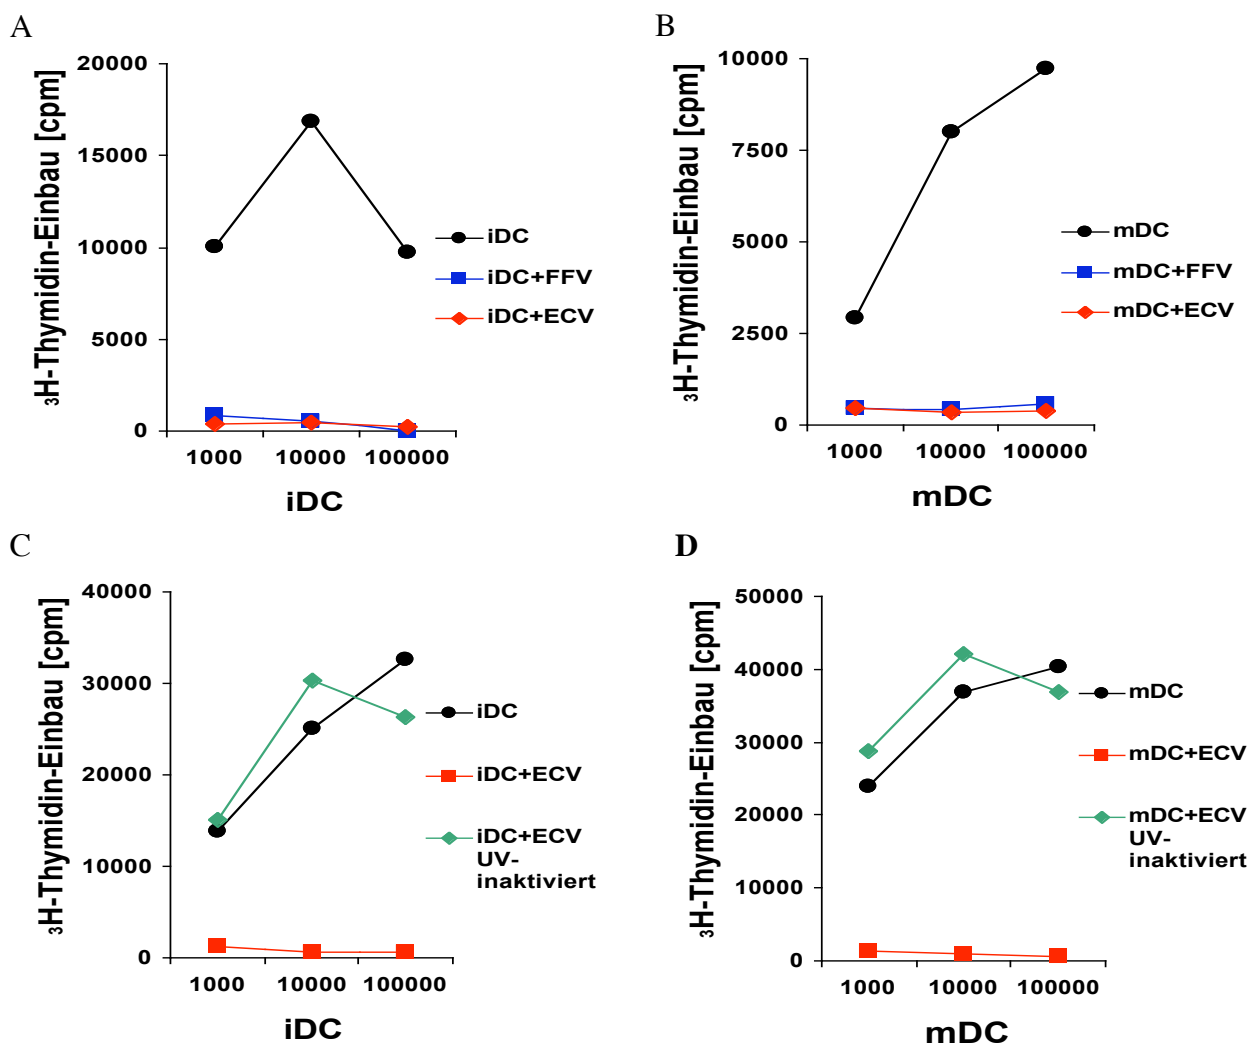 A
³H-Thymidin-Einbau [cpm]
20000
15000
10000
5000
0
1000 10000 100000
iDC
iDC
iDC+FFV
iDC+ECV
B
³H-Thymidin-Einbau [cpm]
10000
7500
5000
2500
0
1000 10000 100000
mDC
mDC
mDC+FFV
mDC+ECV
C
³H-Thymidin-Einbau [cpm]
40000
30000
20000
10000
0
1000 10000 100000
iDC
iDC
iDC+ECV
iDC+ECV
UV-
inaktiviert
D
³H-Thymidin-Einbau [cpm]
50000
40000
30000
20000
10000
0
1000 10000 100000
mDC
mDC
mDC+ECV
mDC+ECV
UV-
inaktiviert